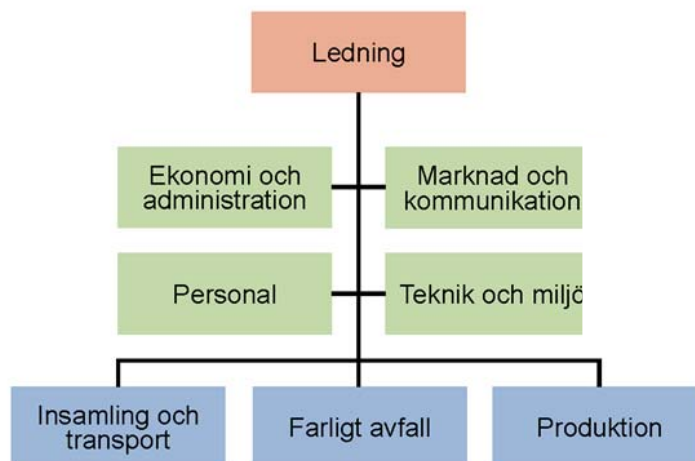 Ledning
Ekonomi och
administration
Marknad och
kommunikation
Personal
Teknik och miljö
Insamling och
transport
Farligt avfall
Produktion